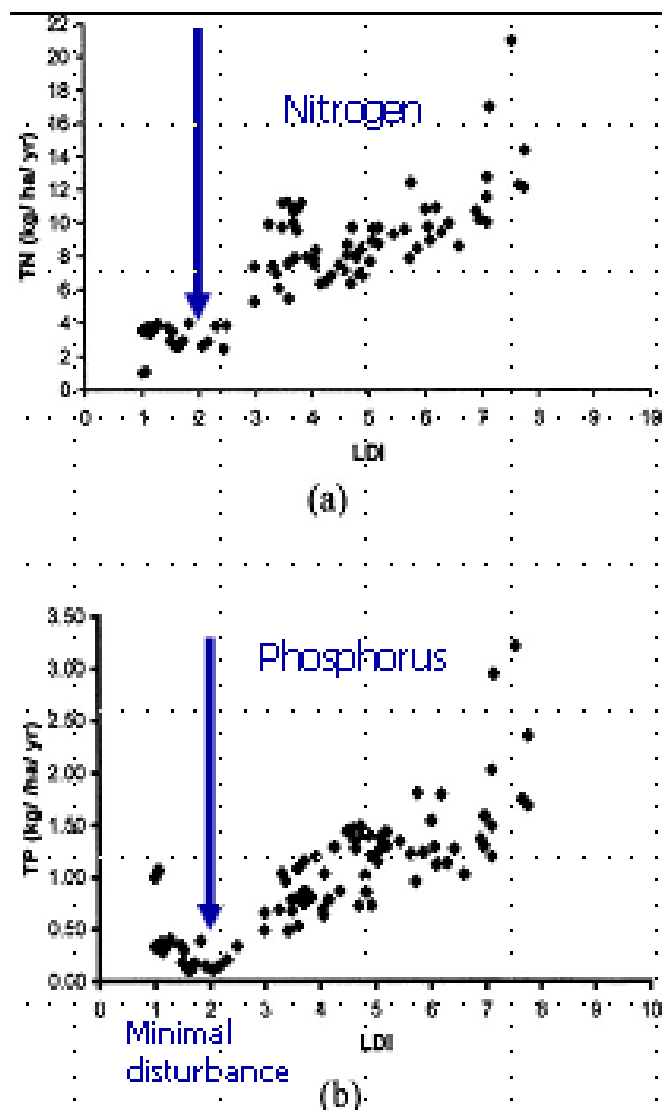 22
Nitrogen
20
18
16
14
12
10
8
6
4
2
0
TN (kg/ ha/ yr)
0 1 2 3 4 5 6 7 8 9 10
LDI
(a)
3.50
Phosphorus
3.00
2.50
2.00
1.50
1.00
0.50
0.00
TP (kg/ /ha/ yr)
0 1 2 3 4 5 6 7 8 9 10
Minimal
disturbance
LDI
(b)